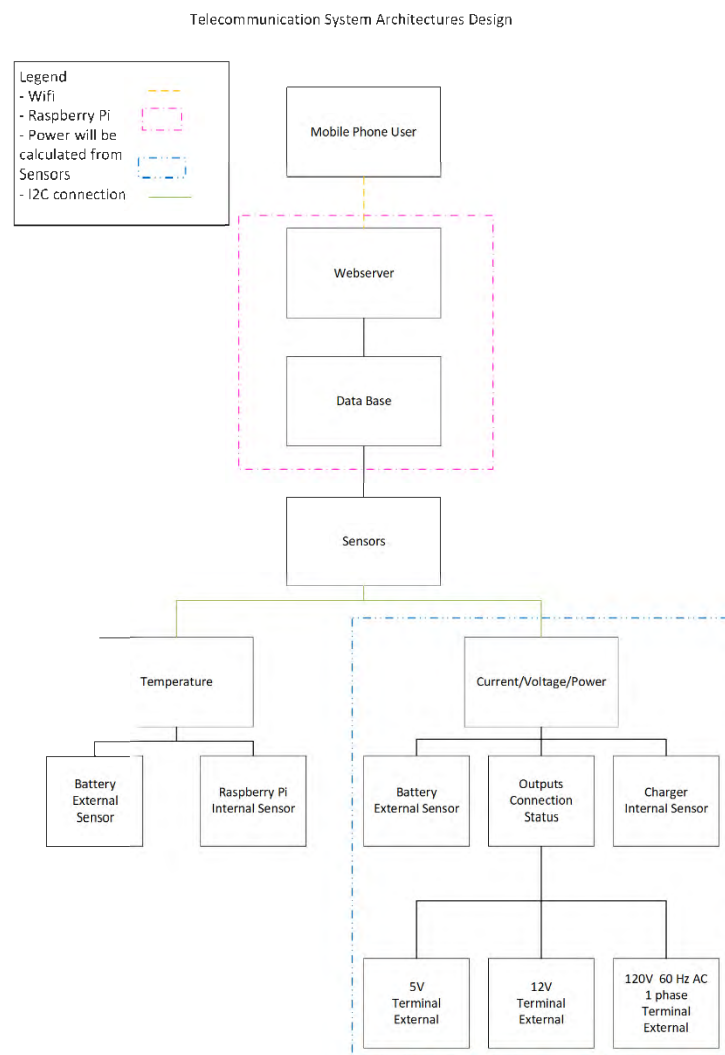 Telecommunication System Architectures Design
Legend
- Wifi
- Raspberry Pi
- Power will be
calculated from
Sensors
- I2C connection
Mobile Phone User
Webserver
Data Base
Sensors
Temperature
Current/Voltage/Power
Battery
External
Sensor
Raspberry Pi
Internal Sensor
Battery
External Sensor
Outputs
Connection
Status
Charger
Internal Sensor
5V
Terminal
External
12V
Terminal
External
120V 60 Hz AC
1 phase
Terminal
External